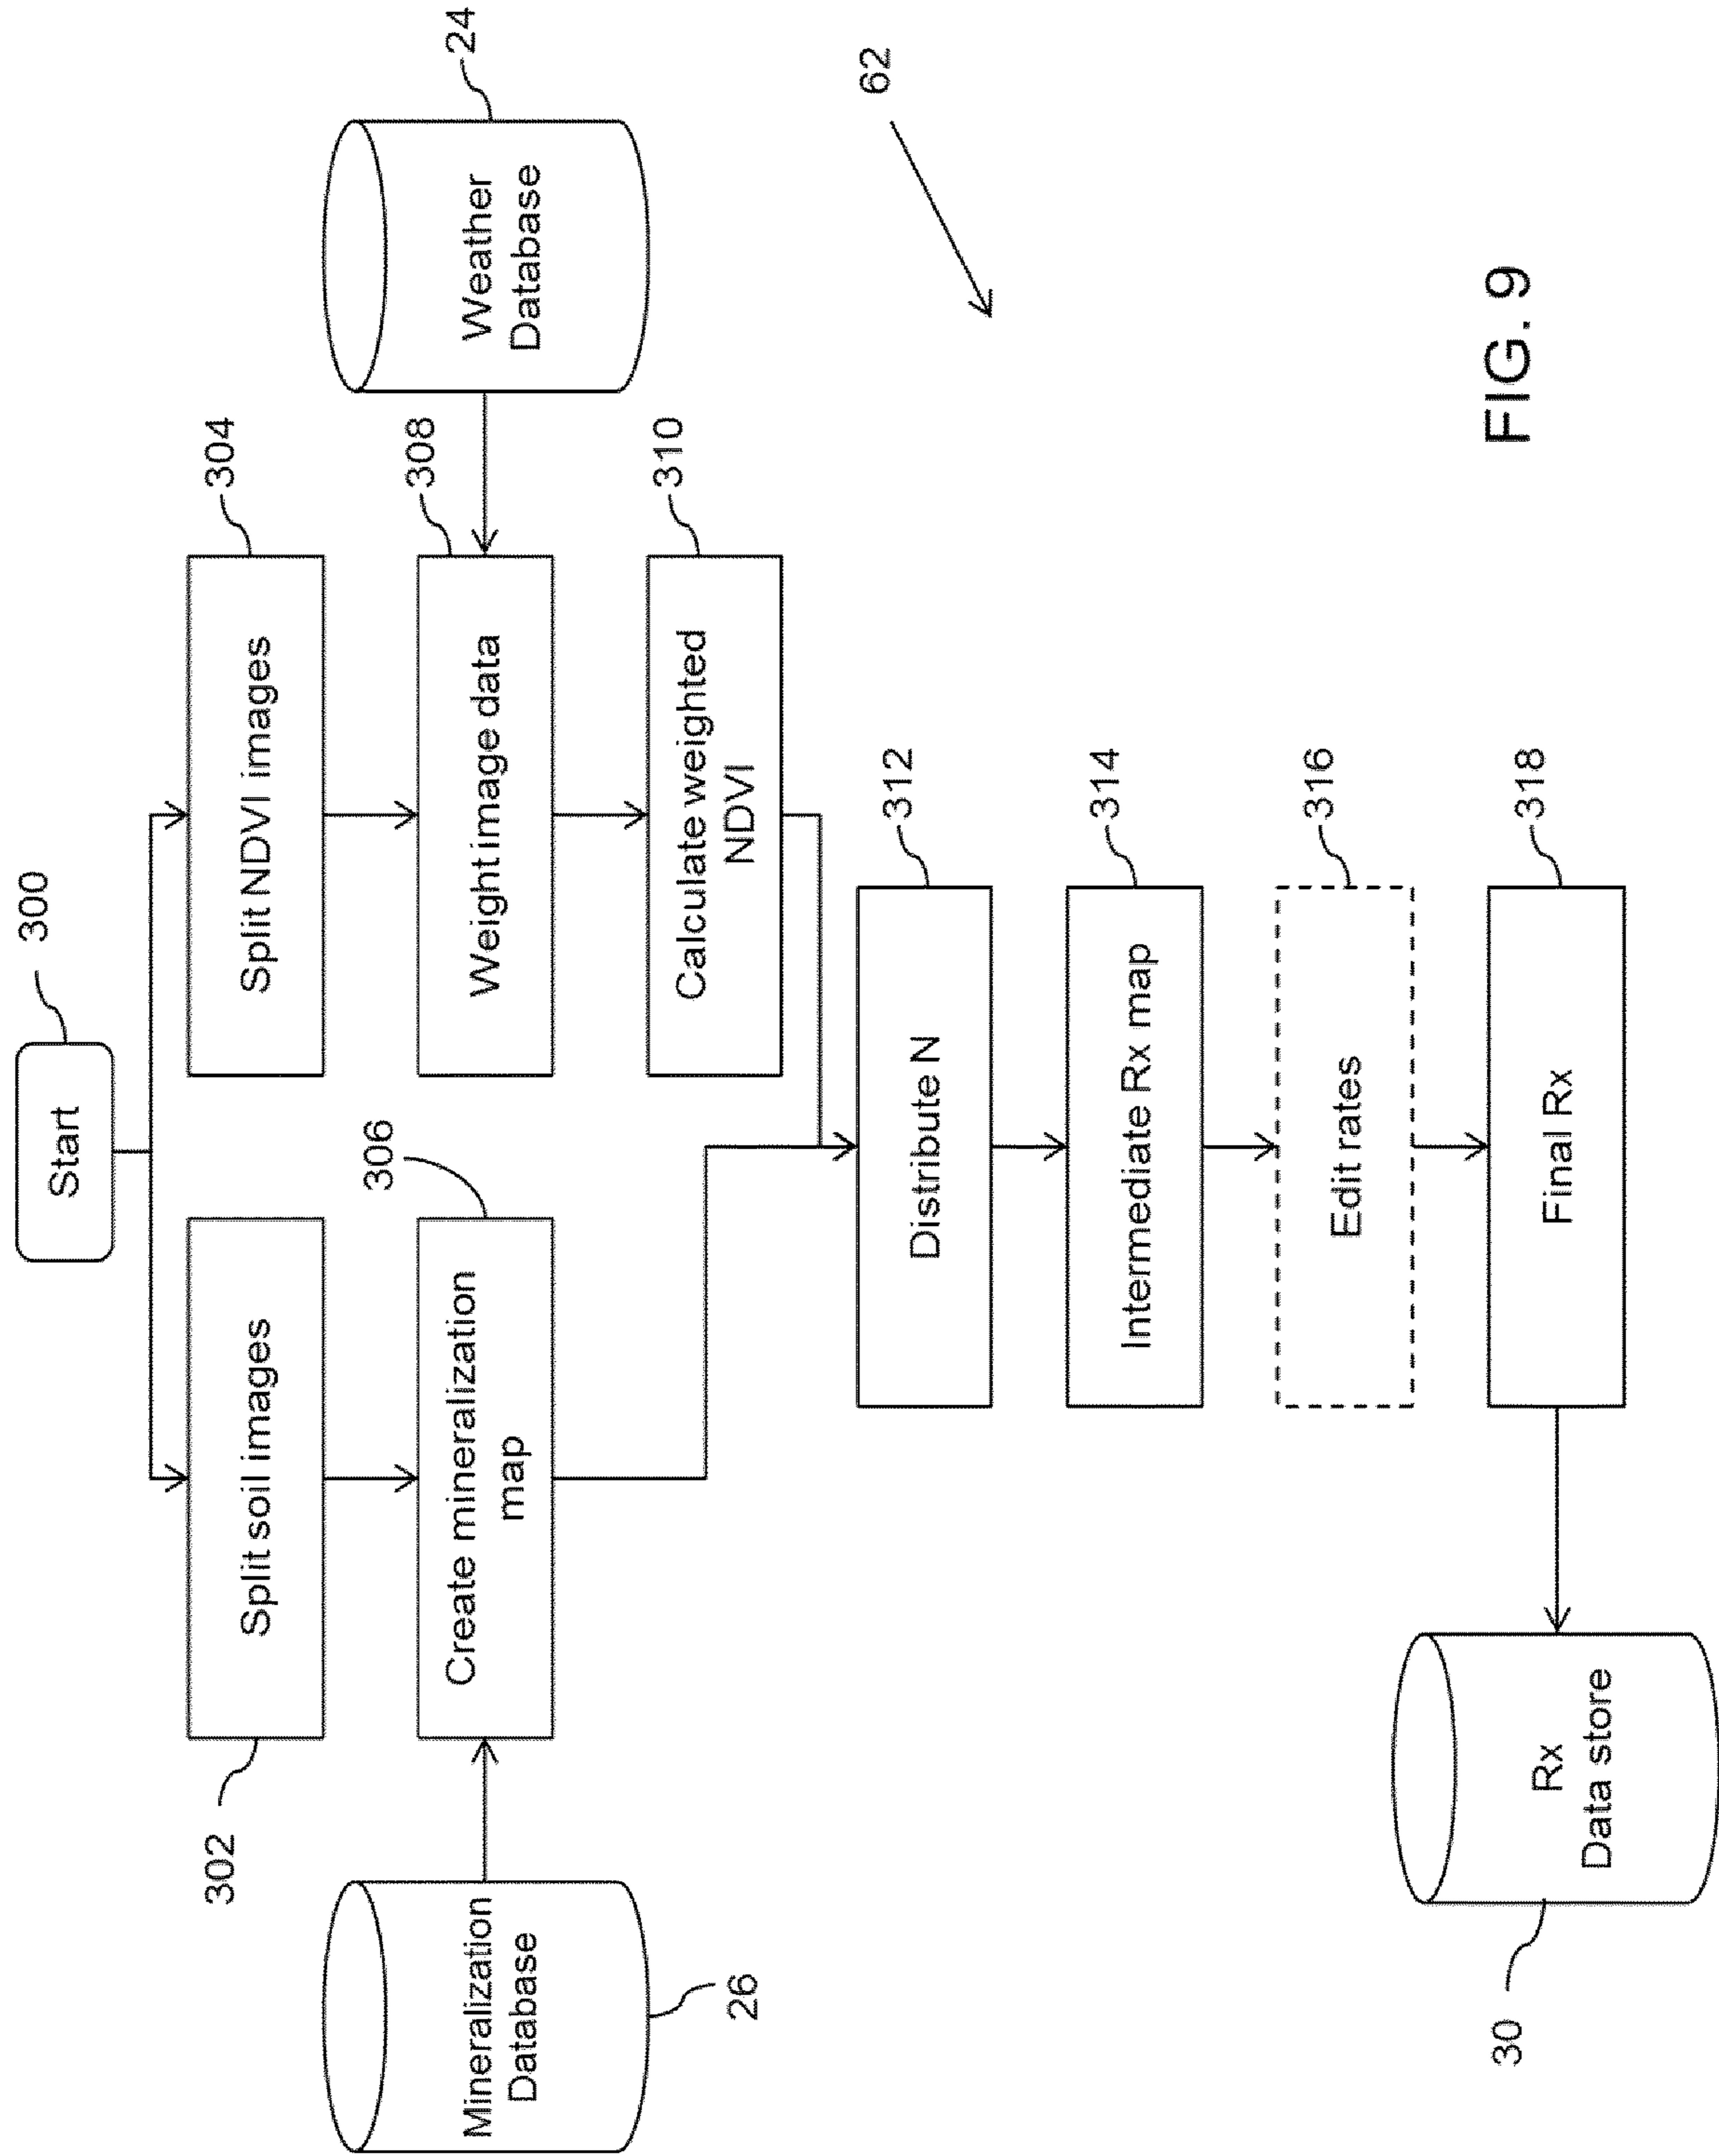 Start
300
Split soil images
302
Split NDVI images
304
Mineralization
Database
26
Create mineralization
map
306
Weight image data
308
Weather
Database
24
Calculate weighted
NDVI
310
Distribute N
312
62
Intermediate Rx map
314
Edit rates
316
Rx
Data store
30
Final Rx
318
FIG. 9